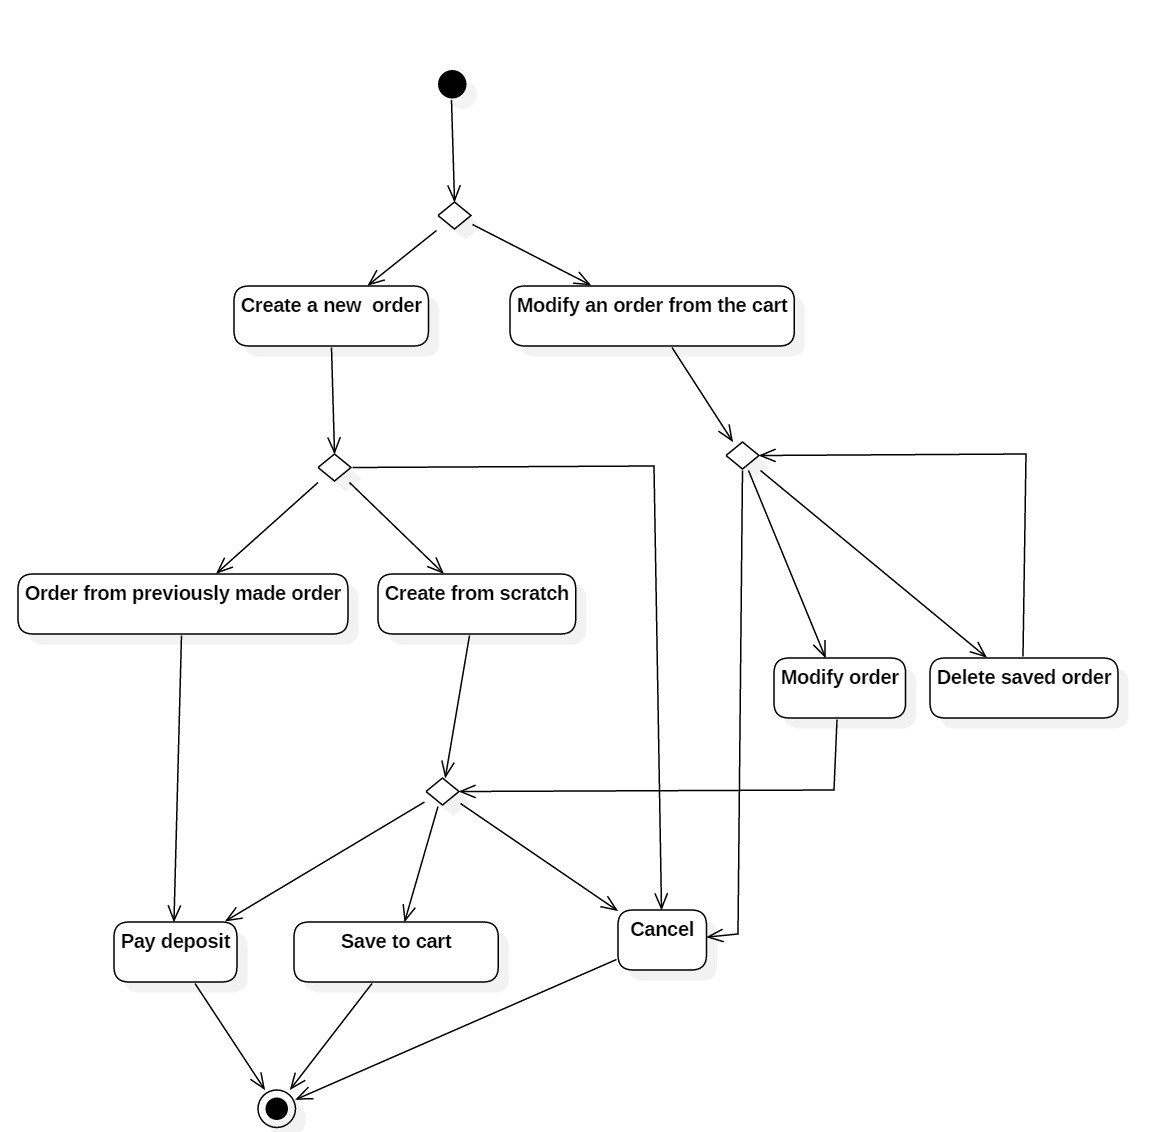 Create a new  order
Modify an order from the cart
Order from previously made order
Create from scratch
Modify order
Delete saved order
Pay deposit
Save to cart
Cancel